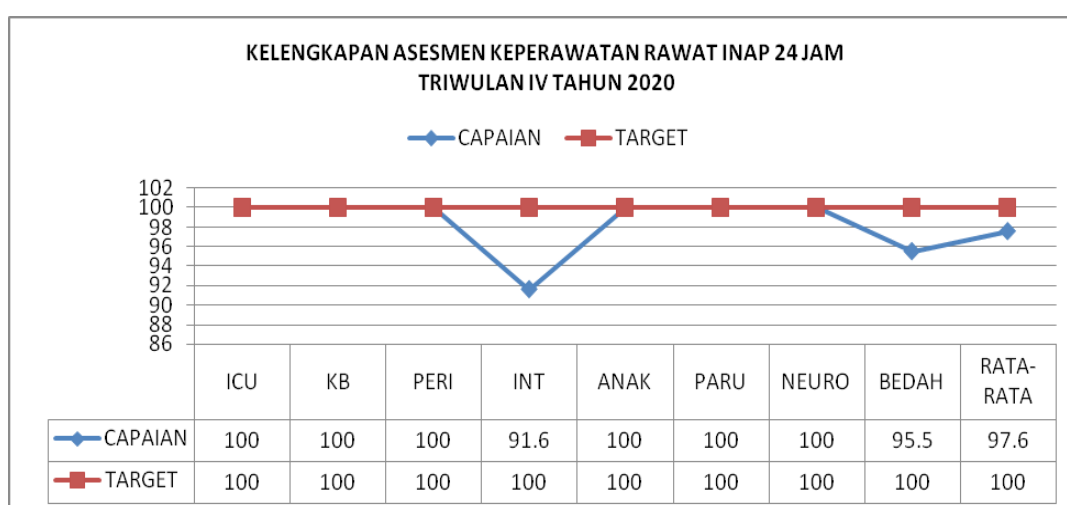 KELENGKAPAN ASESMEN KEPERAWATAN RAWAT INAP 24 JAM
TRIWULAN IV TAHUN 2020
CAPAIAN TARGET
102
100
98
96
94
92
90
88
86
ICU KB PERI INT ANAK PARU NEURO BEDAH RATA-
RATA
CAPAIAN 100 100 100 91.6 100 100 100 95.5 97.6
TARGET 100 100 100 100 100 100 100 100 100